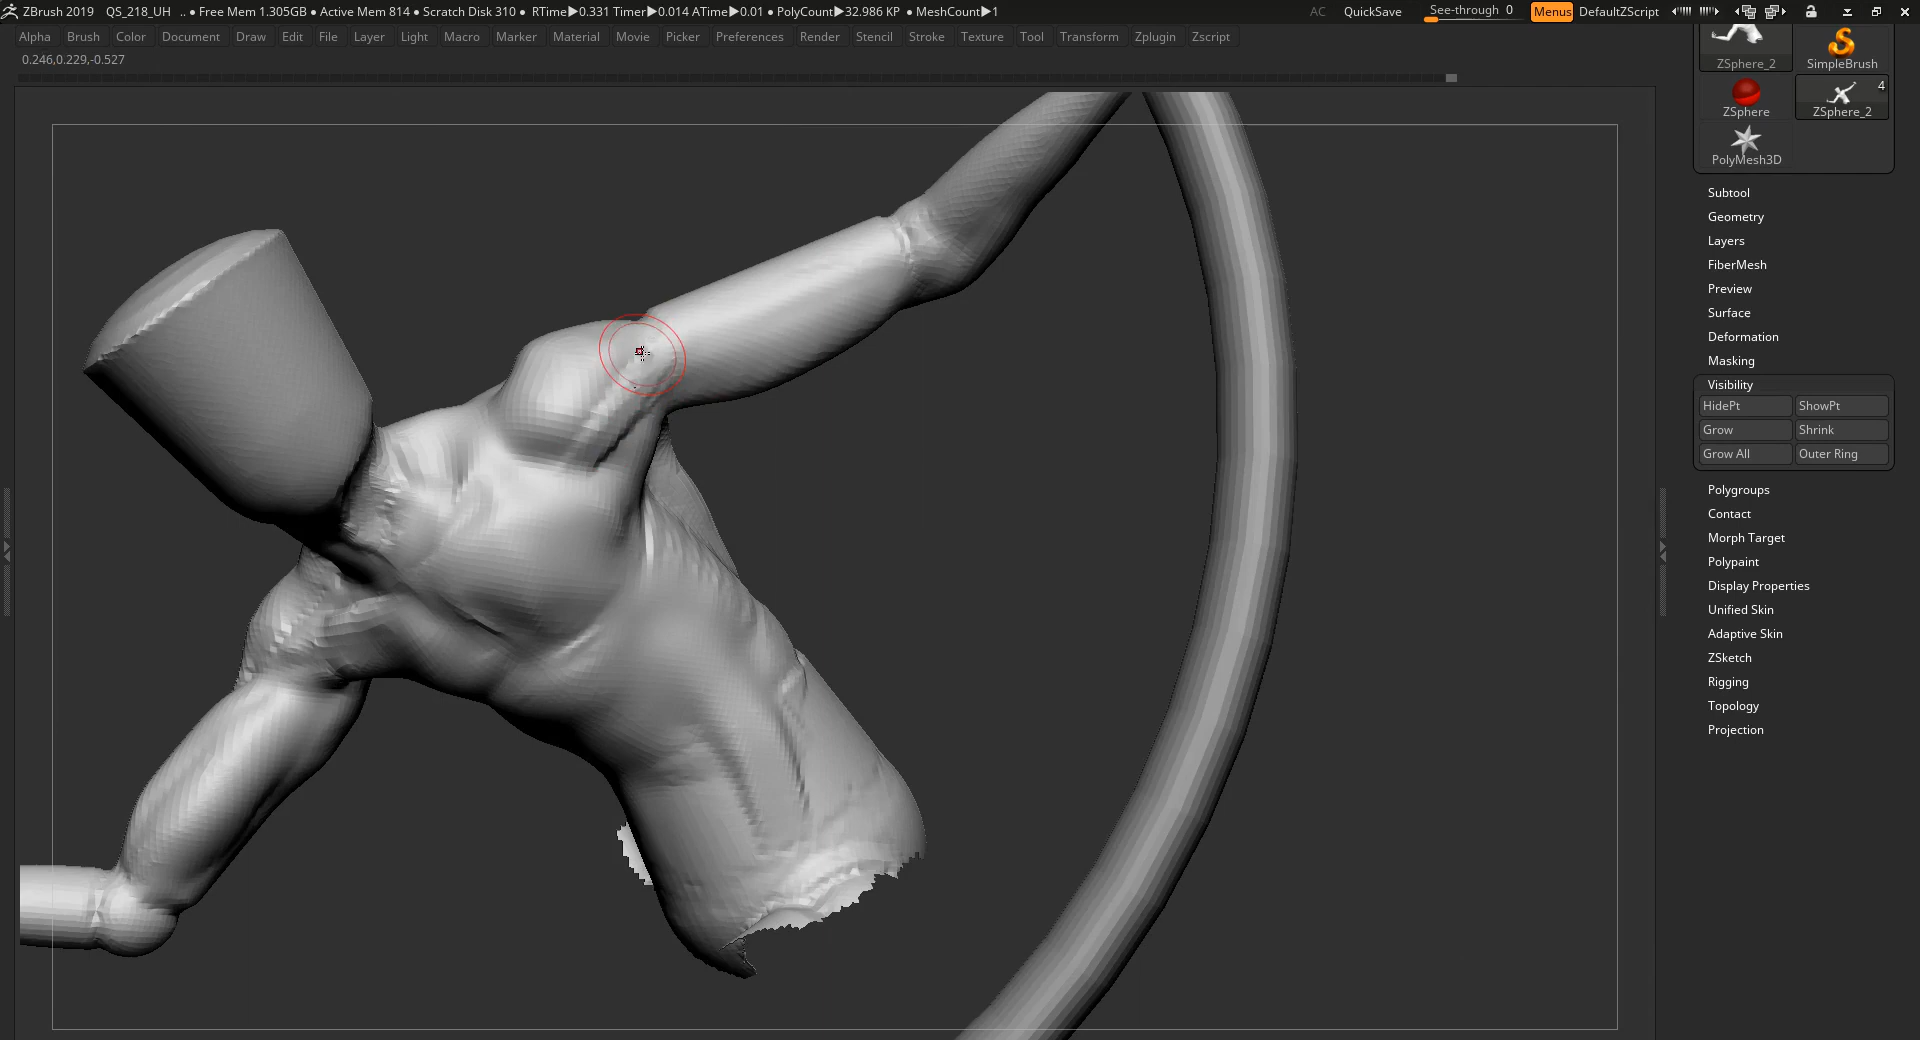 ZBrush 2019 QS_218_UH .. ● Free Mem 1.305GB ● Active Mem 814 ● Scratch Disk 310 ● RTime▶0.331 Timer▶0.014 ATime▶0.01 ● PolyCount▶32.986 KP ● MeshCount▶1 AC QuickSave See-through 0 Menus DefaultZScript
Alpha Brush Color Document Draw Edit File Layer Light Macro Marker Material Movie Picker Preferences Render Stencil Stroke Texture Tool Transform Zplugin Zscript
0.246,0.229,-0.527
ZSphere_2 SimpleBrush
4
ZSphere ZSphere_2
PolyMesh3D
Subtool
Geometry
Layers
FiberMesh
Preview
Surface
Deformation
Masking
Visibility
HidePt ShowPt
Grow Shrink
Grow All Outer Ring
Polygroups
Contact
Morph Target
Polypaint
Display Properties
Unified Skin
Adaptive Skin
ZSketch
Rigging
Topology
Projection